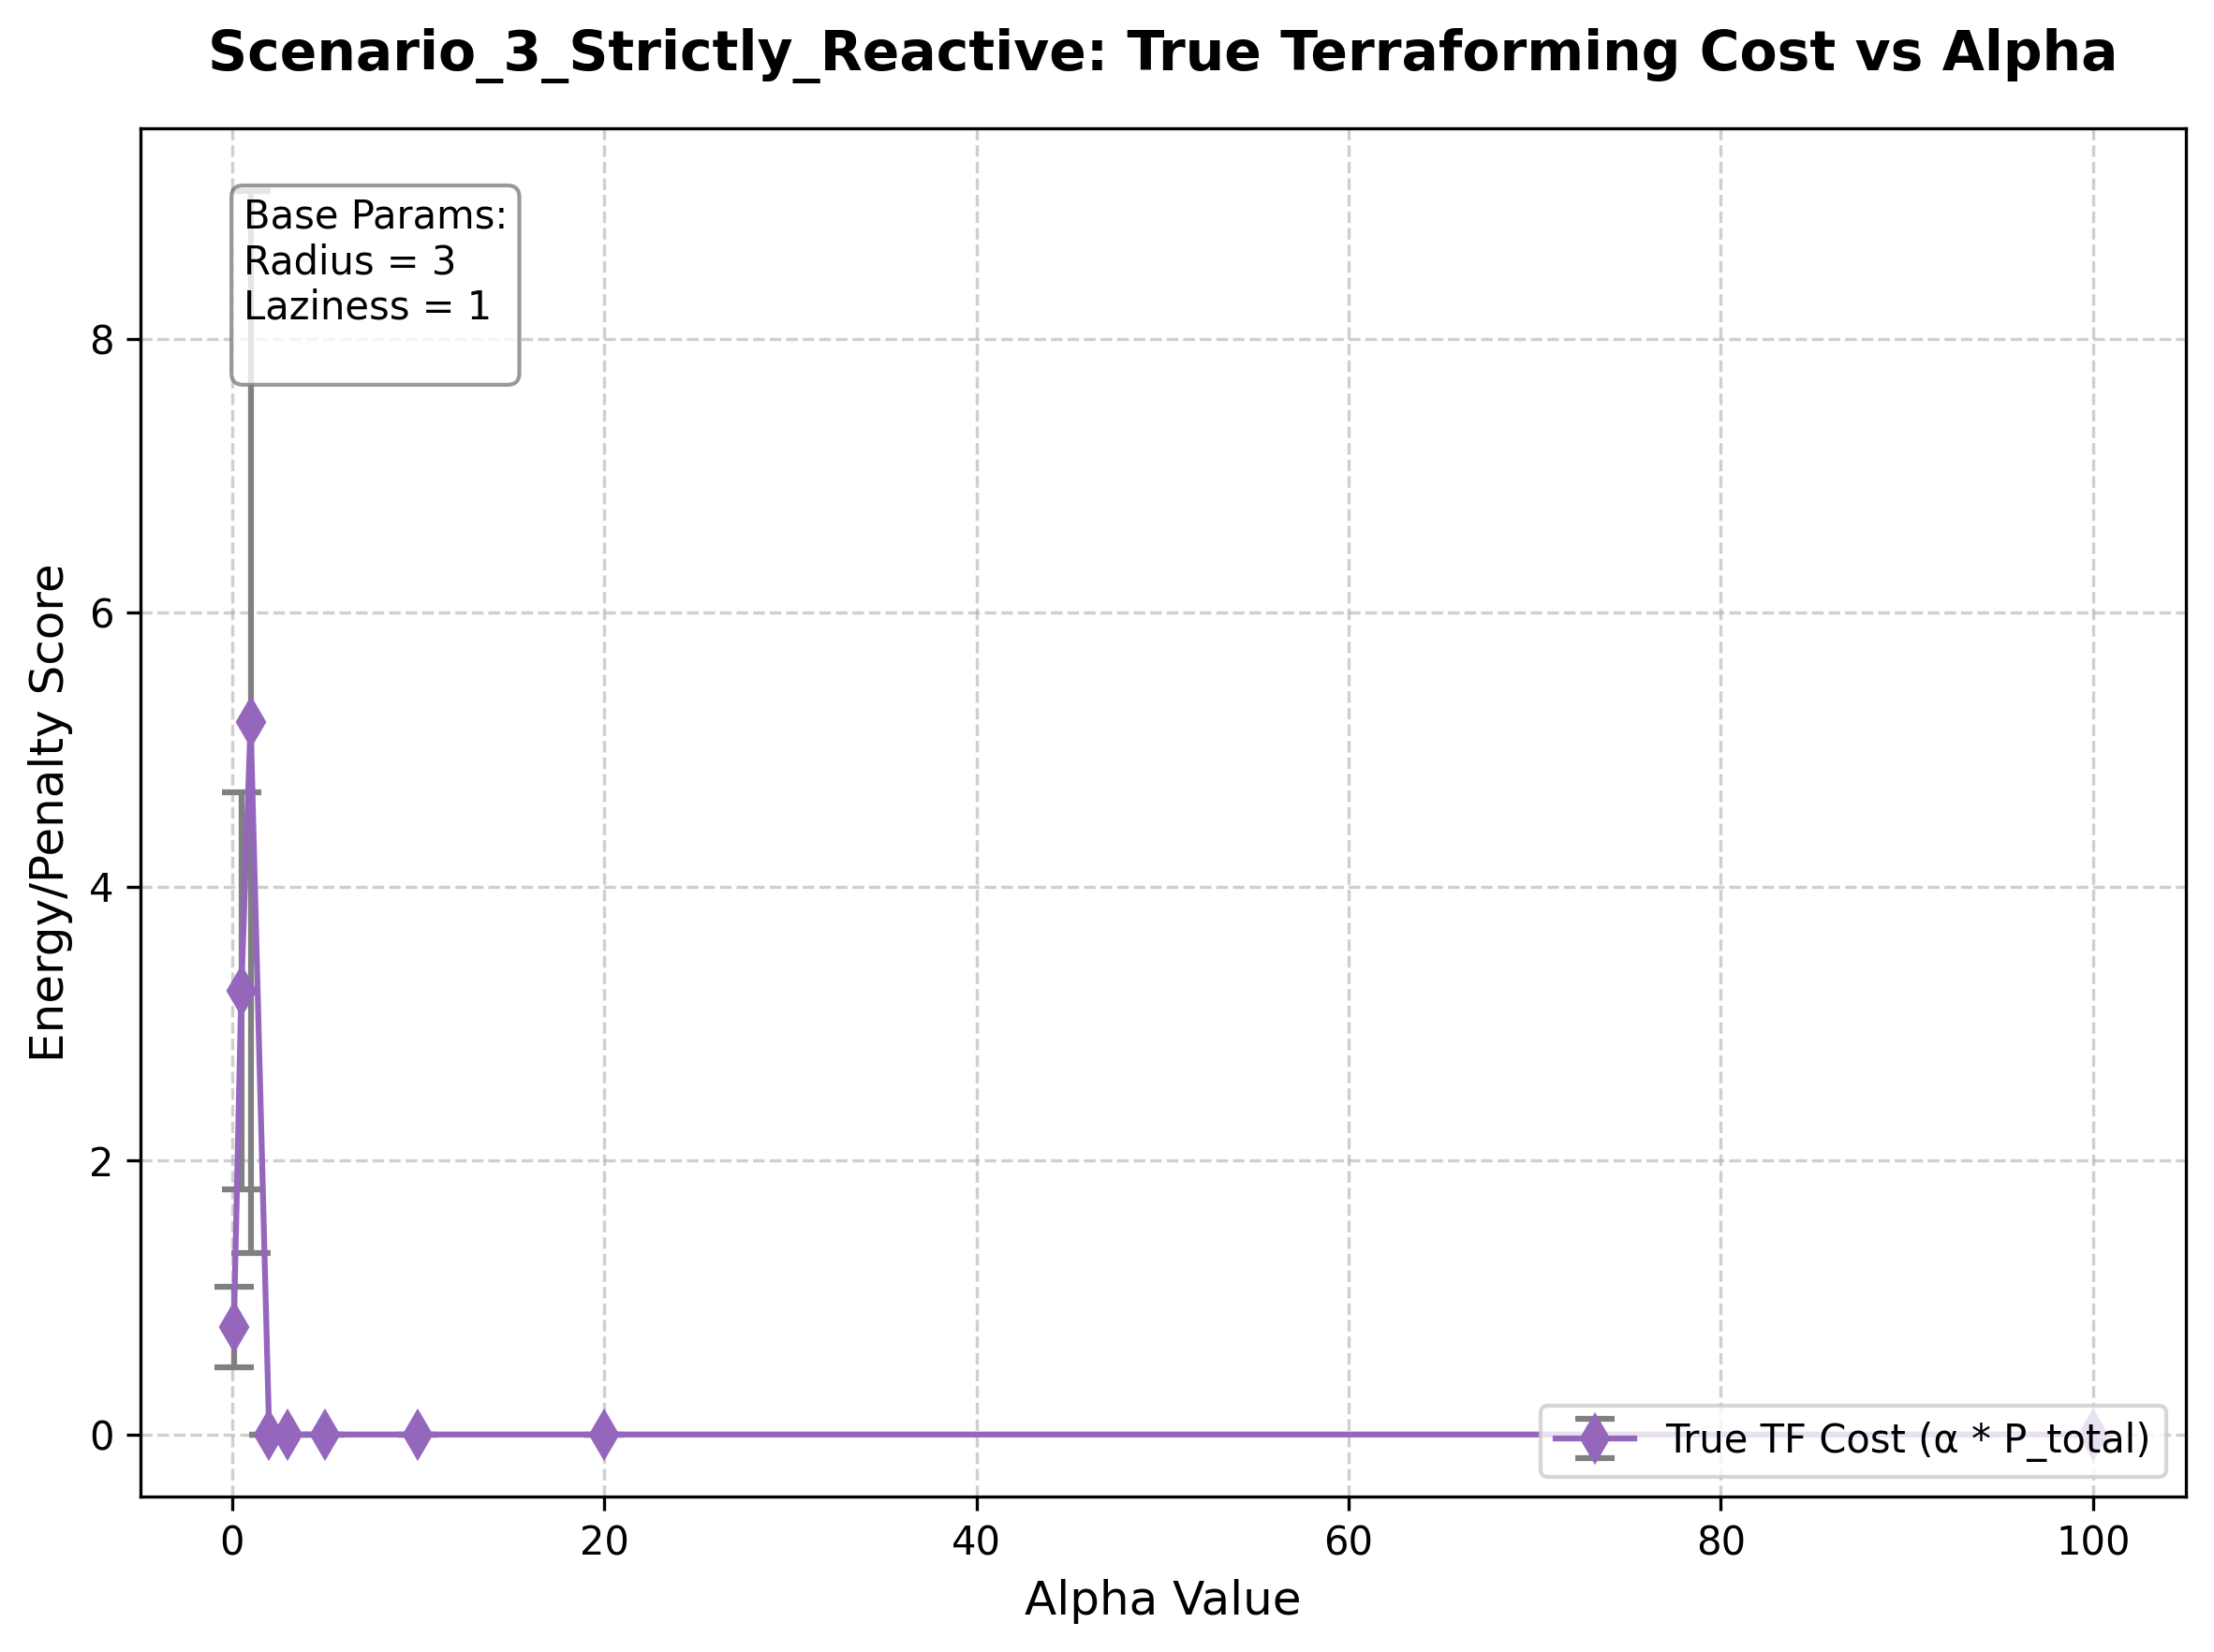 Scenario_3_Strictly_Reactive: True Terraforming Cost vs Alpha
Base Params:
Radius = 3
Laziness = 1
Energy/Penalty Score
8
6
4
2
0
True TF Cost (α * P_total)
0
20
40
60
80
100
Alpha Value